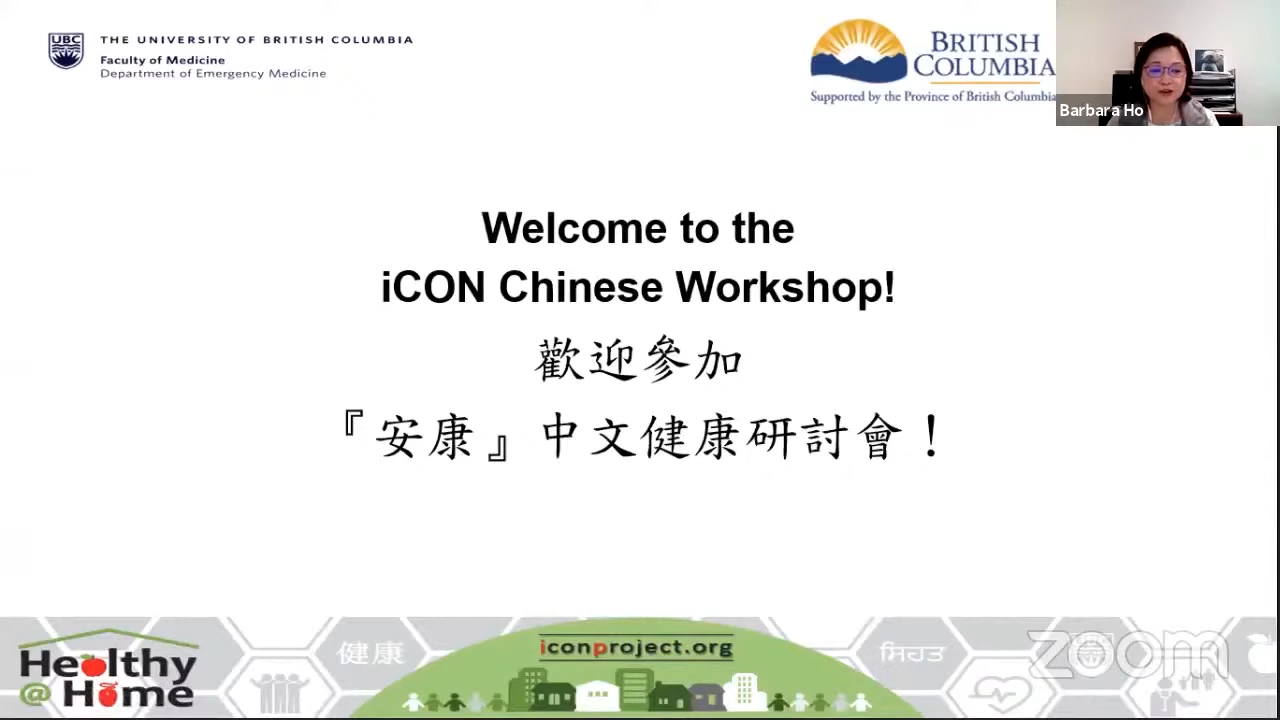 UBC
THE UNIVERSITY OF BRITISH COLUMBIA
Faculty of Medicine
Department of Emergency Medicine
BRITISH
COLUMBIA
Supported by the Province of British Columbia
Barbara Ho
Welcome to the
iCON Chinese Workshop!
歡迎參加
『安康』中文健康研討會！
Healthy
@ Home
健康
iconproject.org
ਸਿਹਤ
zoom